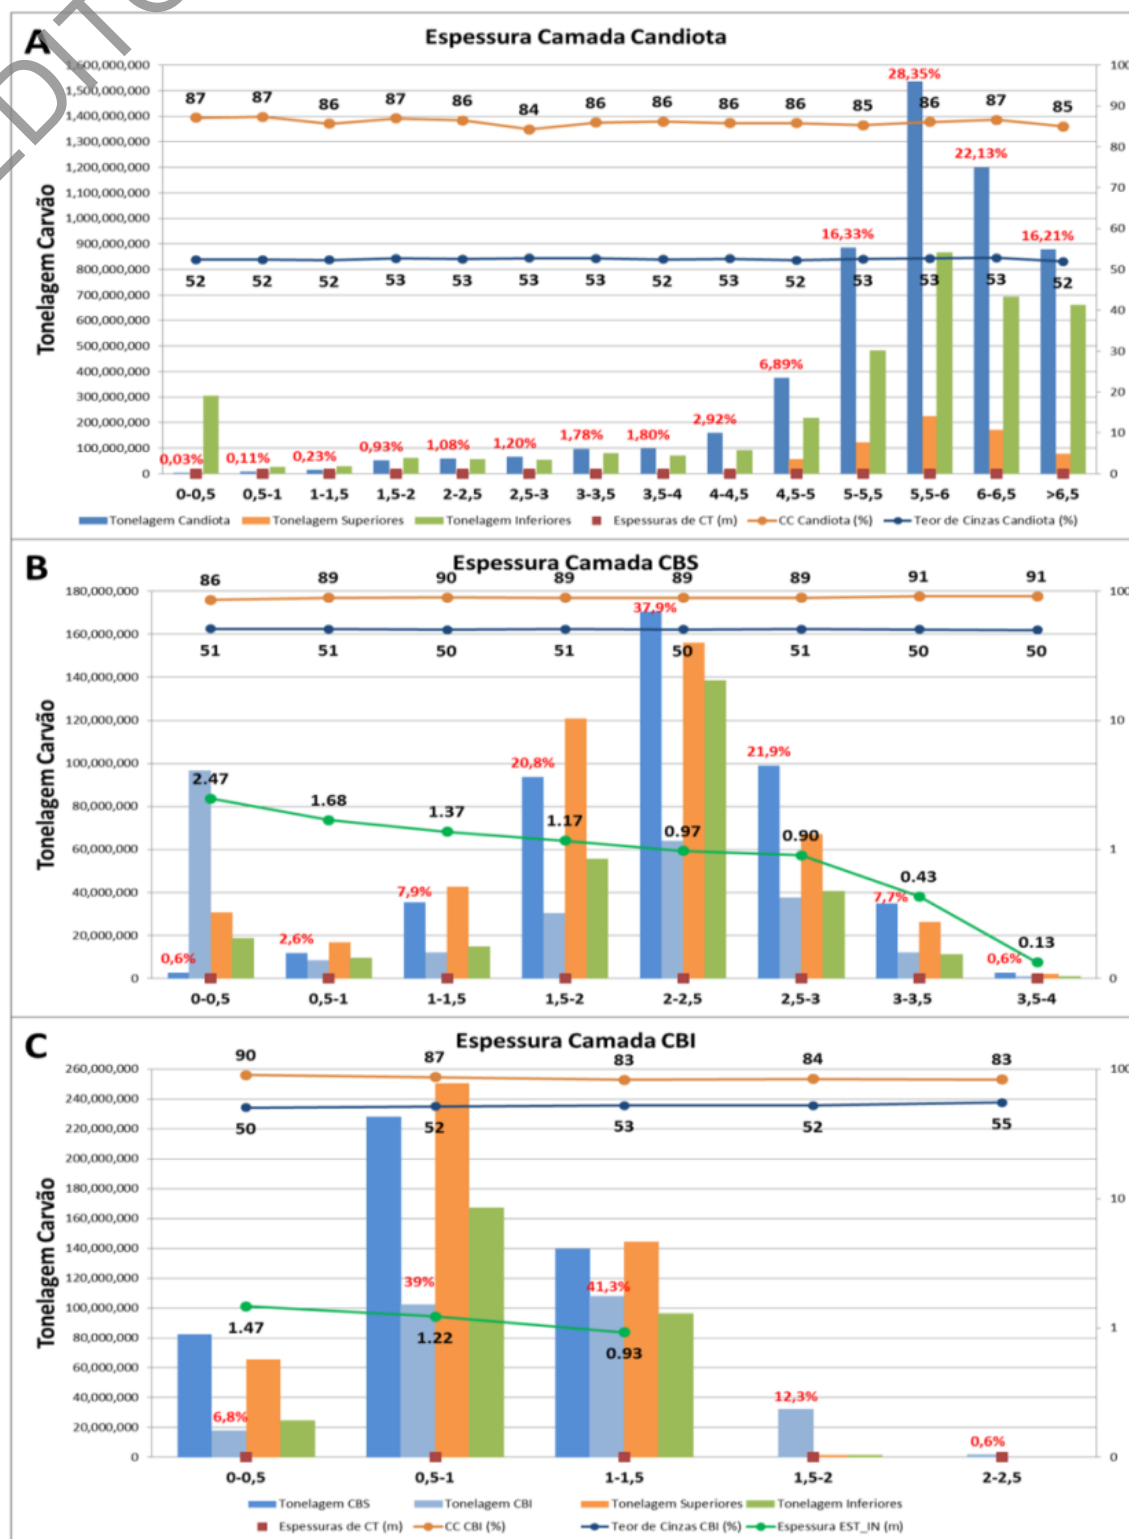 EDITO
A
Espessura Camada Candiota
Tonelagem Carvão
1,600,000,000
1,500,000,000
1,400,000,000
1,300,000,000
1,200,000,000
1,100,000,000
1,000,000,000
900,000,000
800,000,000
700,000,000
600,000,000
500,000,000
400,000,000
300,000,000
200,000,000
100,000,000
0
100
90
80
70
60
50
40
30
20
10
0
87 87 86 87 86 84 86 86 86 86 85 86 87 85
52 52 52 53 53 53 53 52 53 52 53 53 53 52
0,03% 0,11% 0,23% 0,93% 1,08% 1,20% 1,78% 1,80% 2,92% 6,89% 16,33% 28,35% 22,13% 16,21%
0-0,5 0,5-1 1-1,5 1,5-2 2-2,5 2,5-3 3-3,5 3,5-4 4-4,5 4,5-5 5-5,5 5,5-6 6-6,5 >6,5
Tonelagem Candiota Tonelagem Superiores Tonelagem Inferiores Espessuras de CT (m) CC Candiota (%) Teor de Cinzas Candiota (%)
B
Espessura Camada CBS
Tonelagem Carvão
180,000,000
160,000,000
140,000,000
120,000,000
100,000,000
80,000,000
60,000,000
40,000,000
20,000,000
0
100
10
1
0
86 89 90 89 89 89 91 91
51 51 50 51 50 51 50 50
0,6% 2,6% 7,9% 20,8% 37,9% 21,9% 7,7% 0,6%
2.47 1.68 1.37 1.17 0.97 0.90 0.43 0.13
0-0,5 0,5-1 1-1,5 1,5-2 2-2,5 2,5-3 3-3,5 3,5-4
C
Espessura Camada CBI
Tonelagem Carvão
260,000,000
240,000,000
220,000,000
200,000,000
180,000,000
160,000,000
140,000,000
120,000,000
100,000,000
80,000,000
60,000,000
40,000,000
20,000,000
0
100
10
1
0
90 87 83 84 83
50 52 53 52 55
6,8% 39% 41,3% 12,3% 0,6%
1.47 1.22 0.93
0-0,5 0,5-1 1-1,5 1,5-2 2-2,5
Tonelagem CBS Tonelagem CBI Tonelagem Superiores Tonelagem Inferiores
Espessuras de CT (m) CC CBI (%) Teor de Cinzas CBI (%) Espessura EST_IN (m)